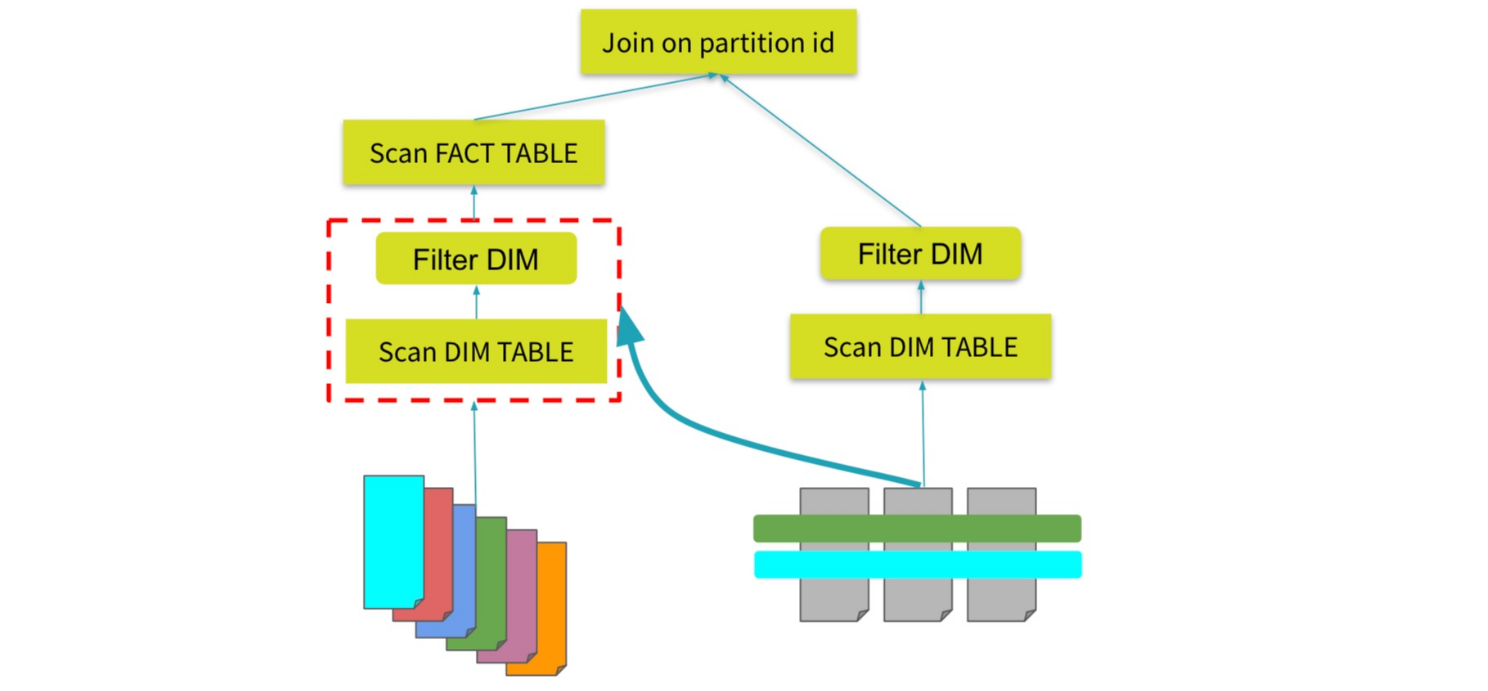 Join on partition id
Scan FACT TABLE
Filter DIM
Filter DIM
Scan DIM TABLE
Scan DIM TABLE